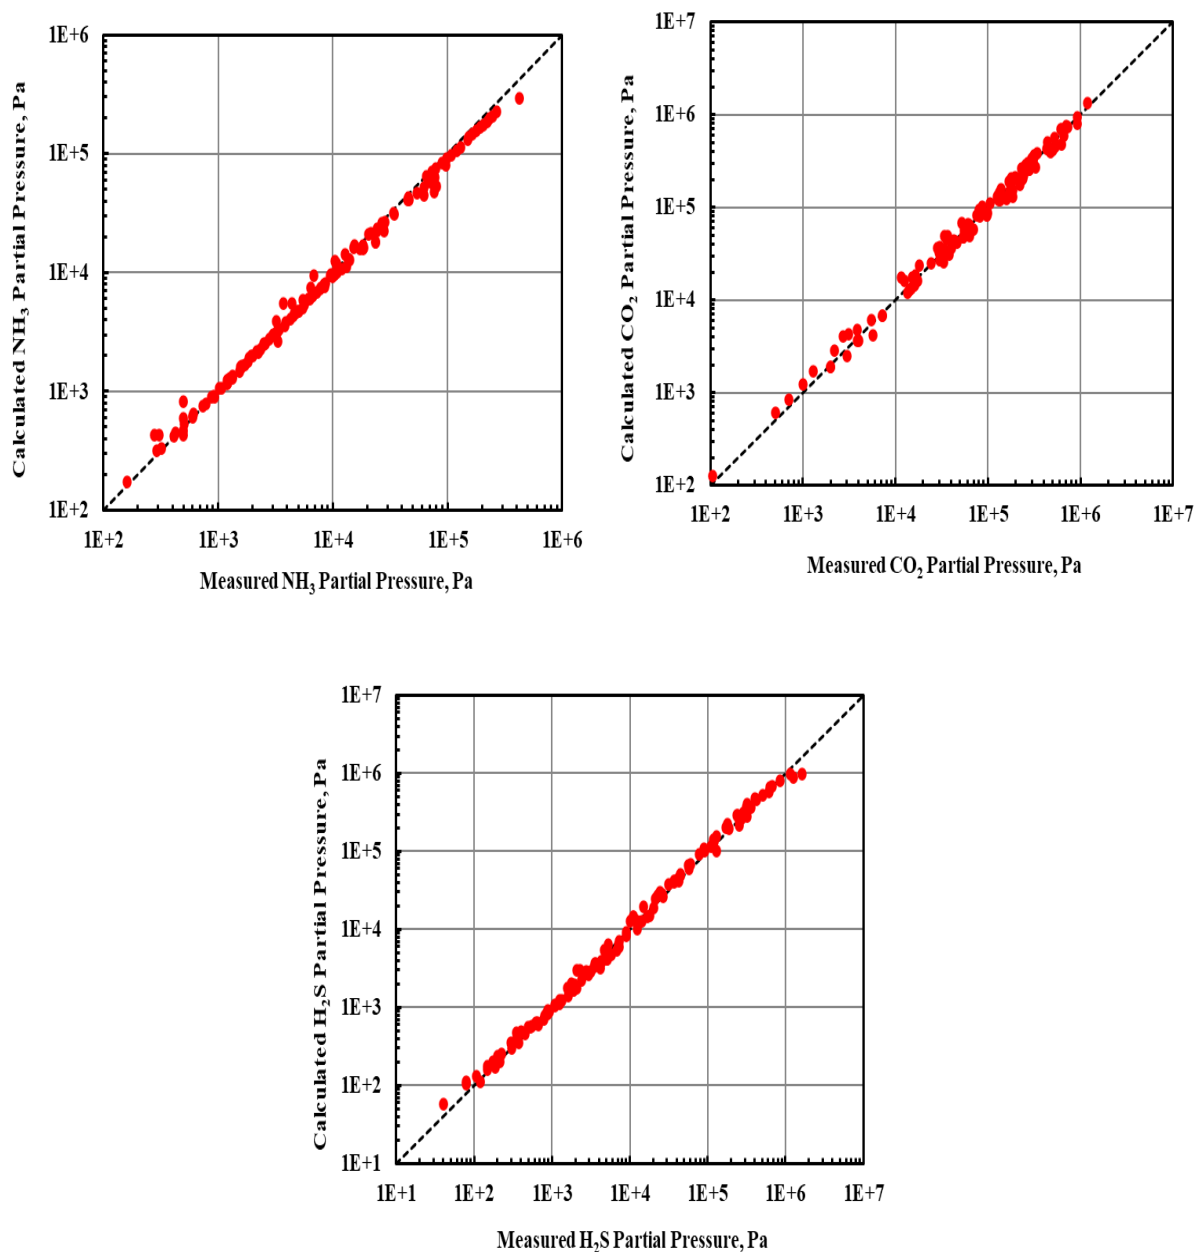 Calculated NH₃ Partial Pressure, Pa
1E+6
1E+5
1E+4
1E+3
1E+2
1E+2 1E+3 1E+4 1E+5 1E+6
Measured NH₃ Partial Pressure, Pa
Calculated CO₂ Partial Pressure, Pa
1E+7
1E+6
1E+5
1E+4
1E+3
1E+2
1E+2 1E+3 1E+4 1E+5 1E+6 1E+7
Measured CO₂ Partial Pressure, Pa
Calculated H₂S Partial Pressure, Pa
1E+7
1E+6
1E+5
1E+4
1E+3
1E+2
1E+1
1E+1 1E+2 1E+3 1E+4 1E+5 1E+6 1E+7
Measured H₂S Partial Pressure, Pa